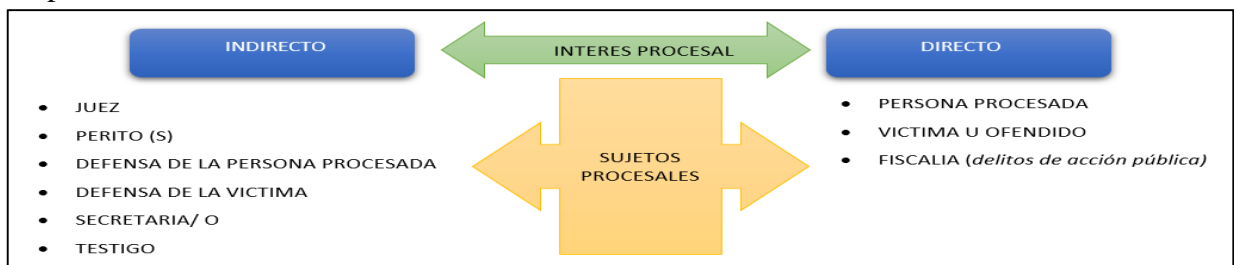 INDIRECTO
INTERES PROCESAL
DIRECTO
• JUEZ
• PERITO (S)
• DEFENSA DE LA PERSONA PROCESADA
• DEFENSA DE LA VICTIMA
• SECRETARIA/ O
• TESTIGO
SUJETOS
PROCESALES
• PERSONA PROCESADA
• VICTIMA U OFENDIDO
• FISCALIA (delitos de acción pública)